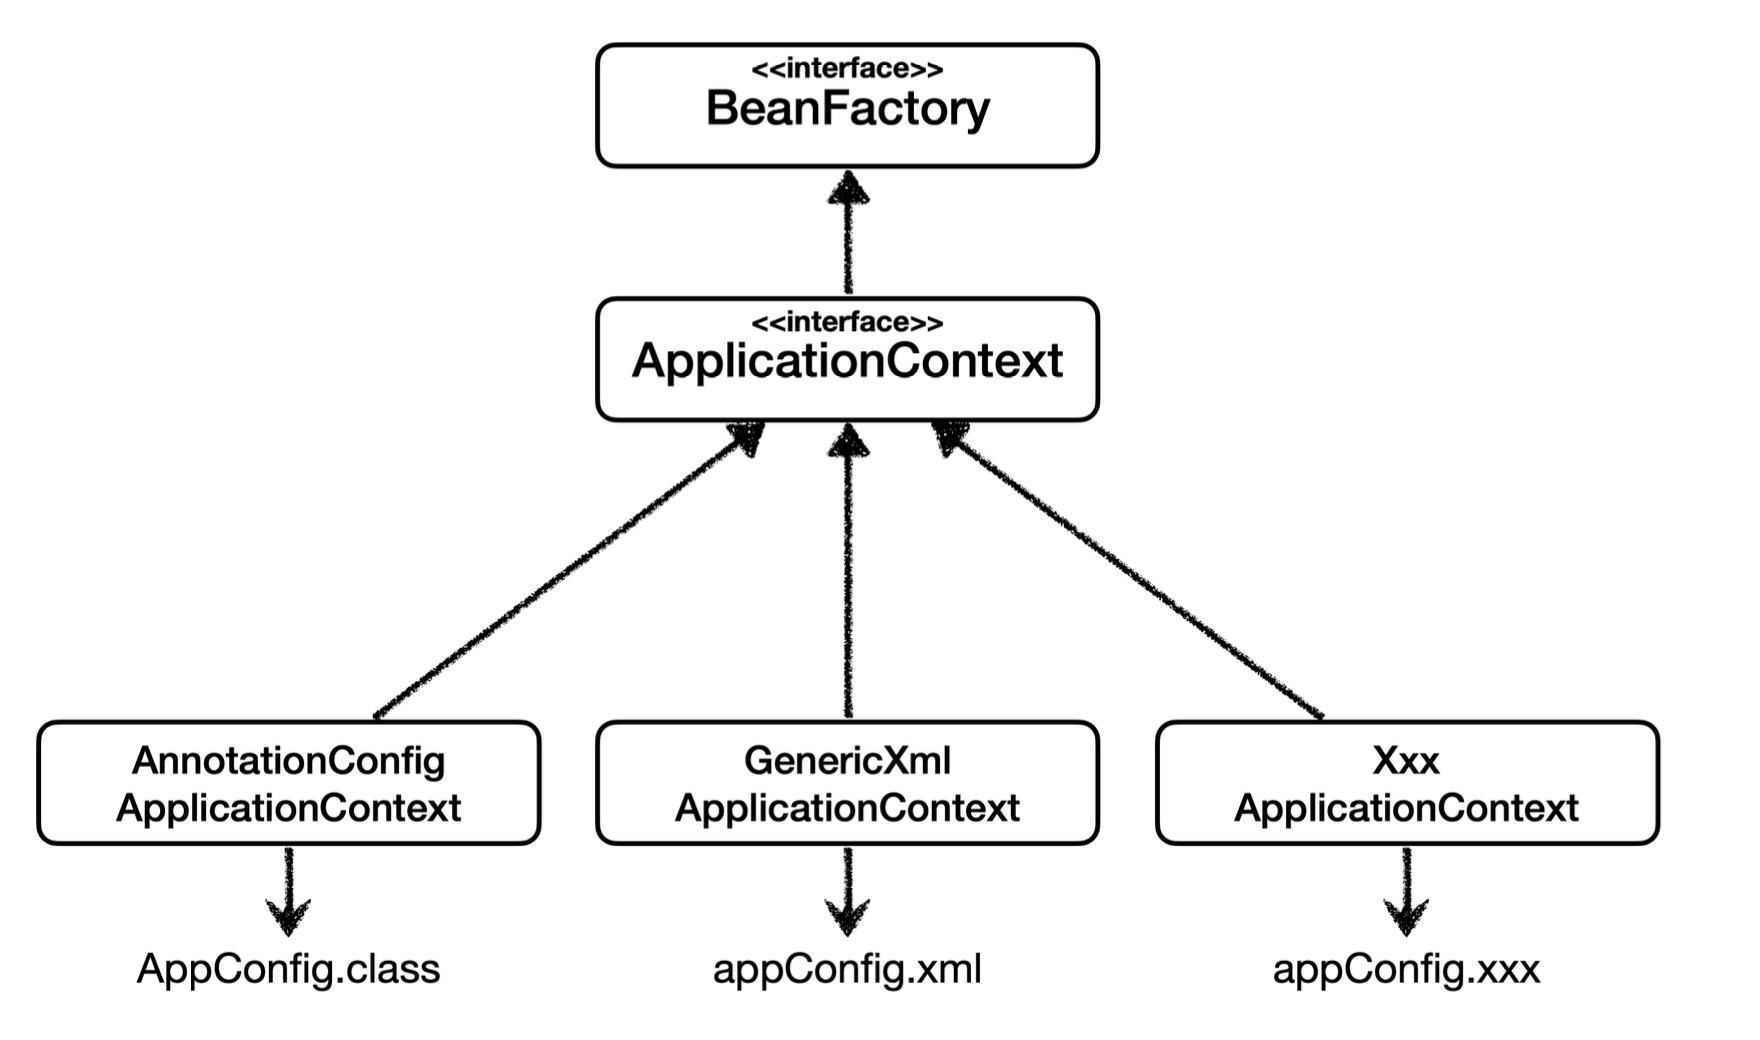 <<interface>>
BeanFactory
<<interface>>
ApplicationContext
AnnotationConfig
ApplicationContext
GenericXml
ApplicationContext
Xxx
ApplicationContext
AppConfig.class
appConfig.xml
appConfig.xxx